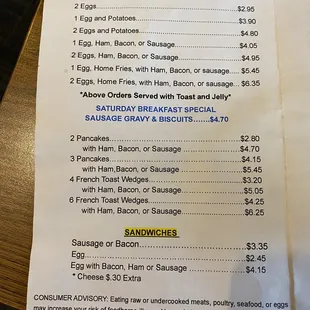 2 Eggs..........................................................$2.95
1 Egg and Potatoes.......................................$3.90
2 Eggs and Potatoes......................................$4.80
1 Egg, Ham, Bacon, or Sausage......................$4.05
2 Eggs, Ham, Bacon, or Sausage....................$4.95
1 Egg, Home Fries, with Ham, Bacon, or sausage.....$5.45
2 Eggs, Home Fries, with Ham, Bacon, or sausage...$6.35
*Above Orders Served with Toast and Jelly*
SATURDAY BREAKFAST SPECIAL
SAUSAGE GRAVY & BISCUITS.......$4.70
2 Pancakes..................................................$2.80
with Ham, Bacon, or Sausage ....................$4.70
3 Pancakes..................................................$4.15
with Ham,Bacon, or Sausage......................$5.45
4 French Toast Wedges.................................$3.20
with Ham, Bacon, or Sausage.....................$5.05
6 French Toast Wedges.................................$4.25
with Ham, Bacon, or Sausage.....................$6.25
SANDWICHES
Sausage or Bacon..............................$3.35
Egg....................................................$2.45
Egg with Bacon, Ham or Sausage ................$4.15
* Cheese $.30 Extra
CONSUMER ADVISORY: Eating raw or undercooked meats, poultry, seafood, or eggs
may increase your risk of